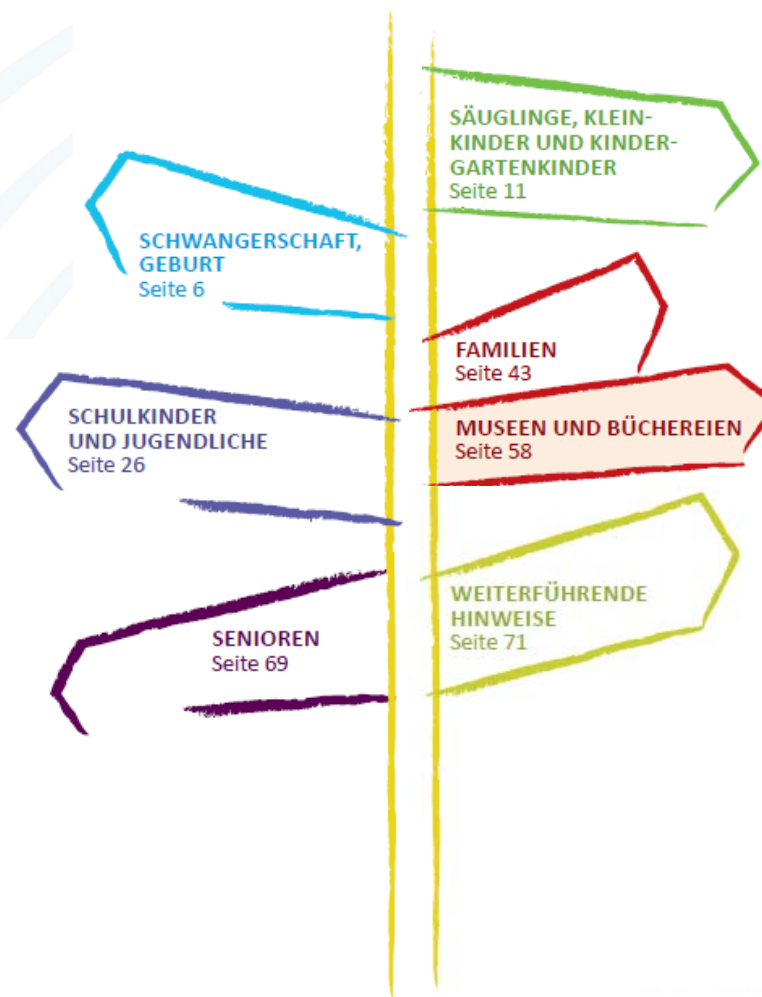 SÄUGLINGE, KLEIN-
KINDER UND KINDER-
GARTENKINDER
Seite 11
SCHWANGERSCHAFT,
GEBURT
Seite 6
FAMILIEN
Seite 43
SCHULKINDER
UND JUGENDLICHE
Seite 26
MUSEEN UND BÜCHEREIEN
Seite 58
WEITERFÜHRENDE
HINWEISE
Seite 71
SENIOREN
Seite 69